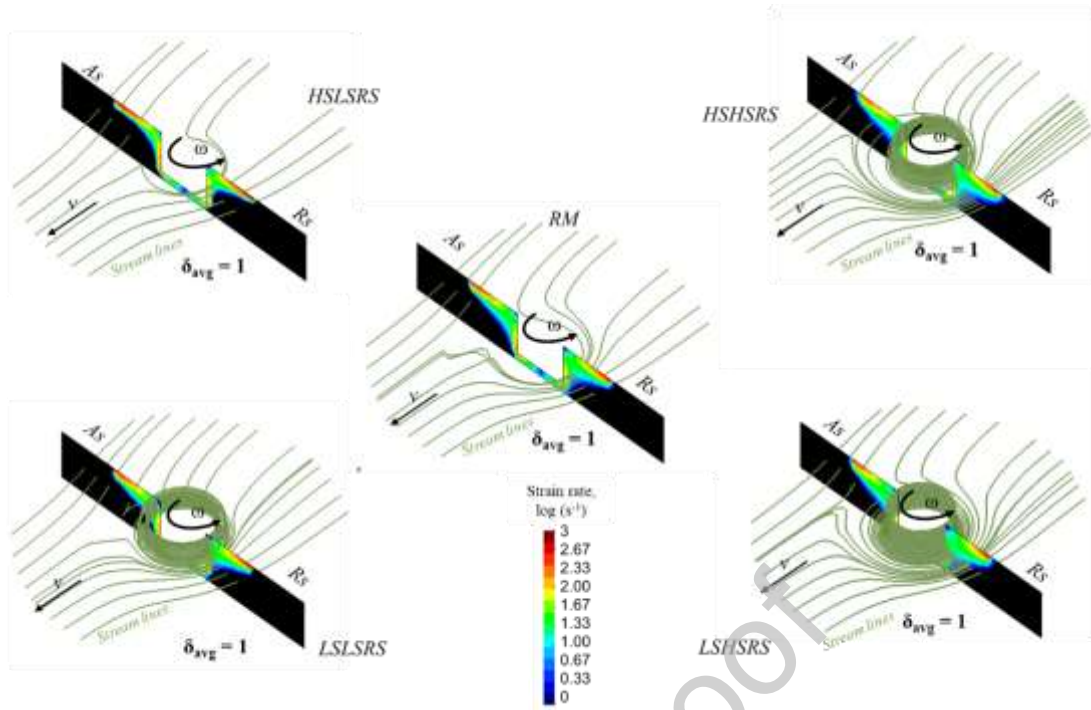 As
HSLSRS
ω
Rs
v
Stream lines
δavg = 1
As
HSHSRS
ω
Rs
v
Stream lines
δavg = 1
RM
As
ω
Rs
v
Stream lines
δavg = 1
As
ω
Rs
v
Stream lines
δavg = 1
LSLSRS
As
ω
Rs
v
Stream lines
δavg = 1
LSHSRS
Strain rate,
log (s⁻¹)
3
2.67
2.33
2.00
1.67
1.33
1.00
0.67
0.33
0